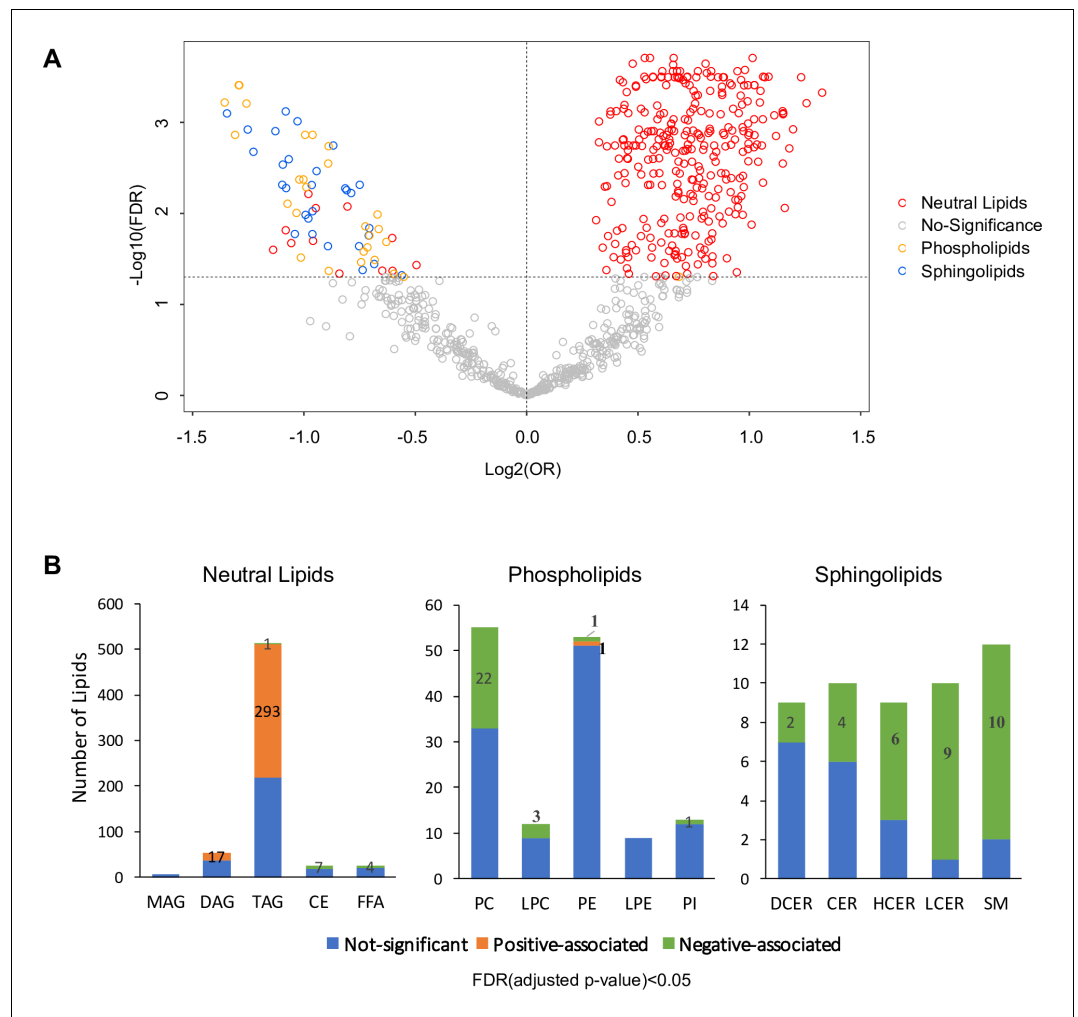 A
-Log10(FDR)
3
2
1
0
-1.5 -1.0 -0.5 0.0 0.5 1.0 1.5
Log2(OR)
Neutral Lipids
No-Significance
Phospholipids
Sphingolipids
B
Neutral Lipids
Number of Lipids
600
500
400
300
200
100
0
1
293
17
7
4
MAG DAG TAG CE FFA
Phospholipids
60
50
40
30
20
10
0
22
3
1
1
1
PC LPC PE LPE PI
Sphingolipids
14
12
10
8
6
4
2
0
2
4
6
9
10
DCER CER HCER LCER SM
Not-significant Positive-associated Negative-associated
FDR(adjusted p-value)<0.05